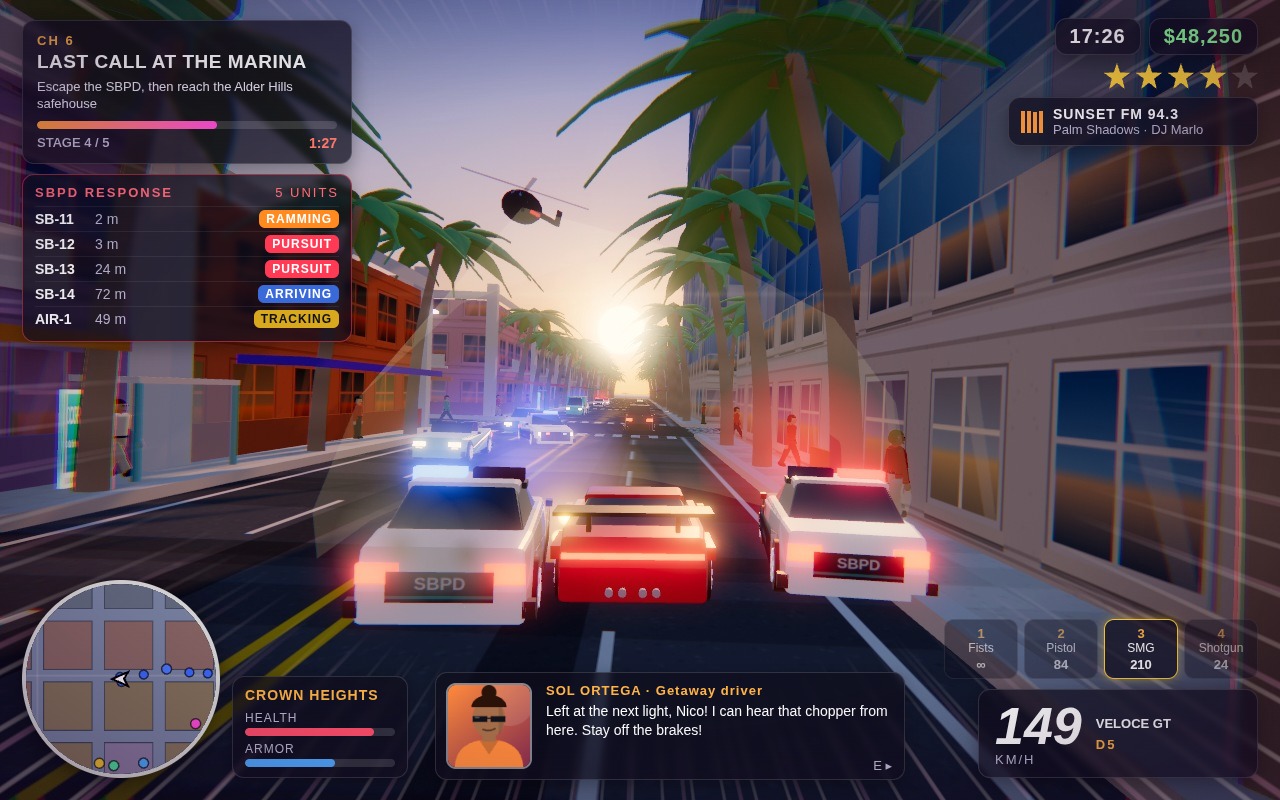 CH 6
LAST CALL AT THE MARINA
Escape the SBPD, then reach the Alder Hills
safehouse
STAGE 4 / 5 1:27
SBPD RESPONSE 5 UNITS
SB-11 2 m RAMMING
SB-12 3 m PURSUIT
SB-13 24 m PURSUIT
SB-14 72 m ARRIVING
AIR-1 49 m TRACKING
17:26 $48,250
SUNSET FM 94.3
Palm Shadows · DJ Marlo
SBPD
SBPD
CROWN HEIGHTS
HEALTH
ARMOR
SOL ORTEGA · Getaway driver
Left at the next light, Nico! I can hear that chopper from
here. Stay off the brakes!
E ▸
1 2 3 4
Fists Pistol SMG Shotgun
∞ 84 210 24
149 VELOCE GT
KM/H D5